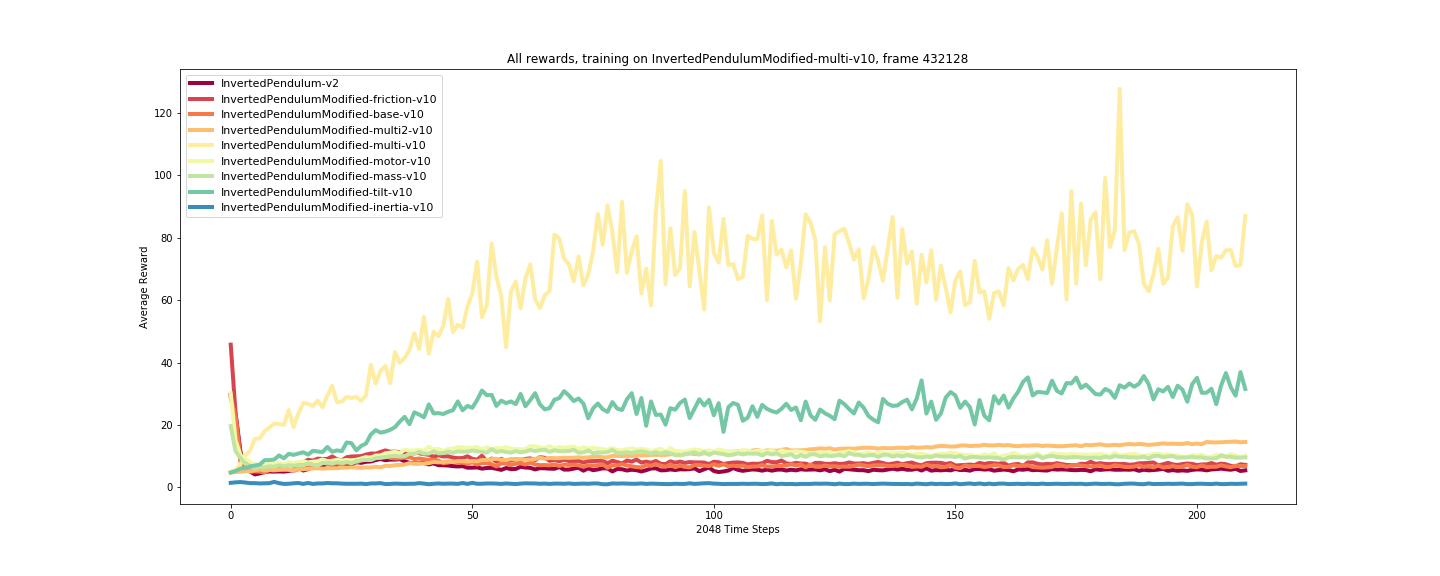 All rewards, training on InvertedPendulumModified-multi-v10, frame 432128
InvertedPendulum-v2
InvertedPendulumModified-friction-v10
InvertedPendulumModified-base-v10
InvertedPendulumModified-multi2-v10
InvertedPendulumModified-multi-v10
InvertedPendulumModified-motor-v10
InvertedPendulumModified-mass-v10
InvertedPendulumModified-tilt-v10
InvertedPendulumModified-inertia-v10
Average Reward
120
100
80
60
40
20
0
0 50 100 150 200
2048 Time Steps